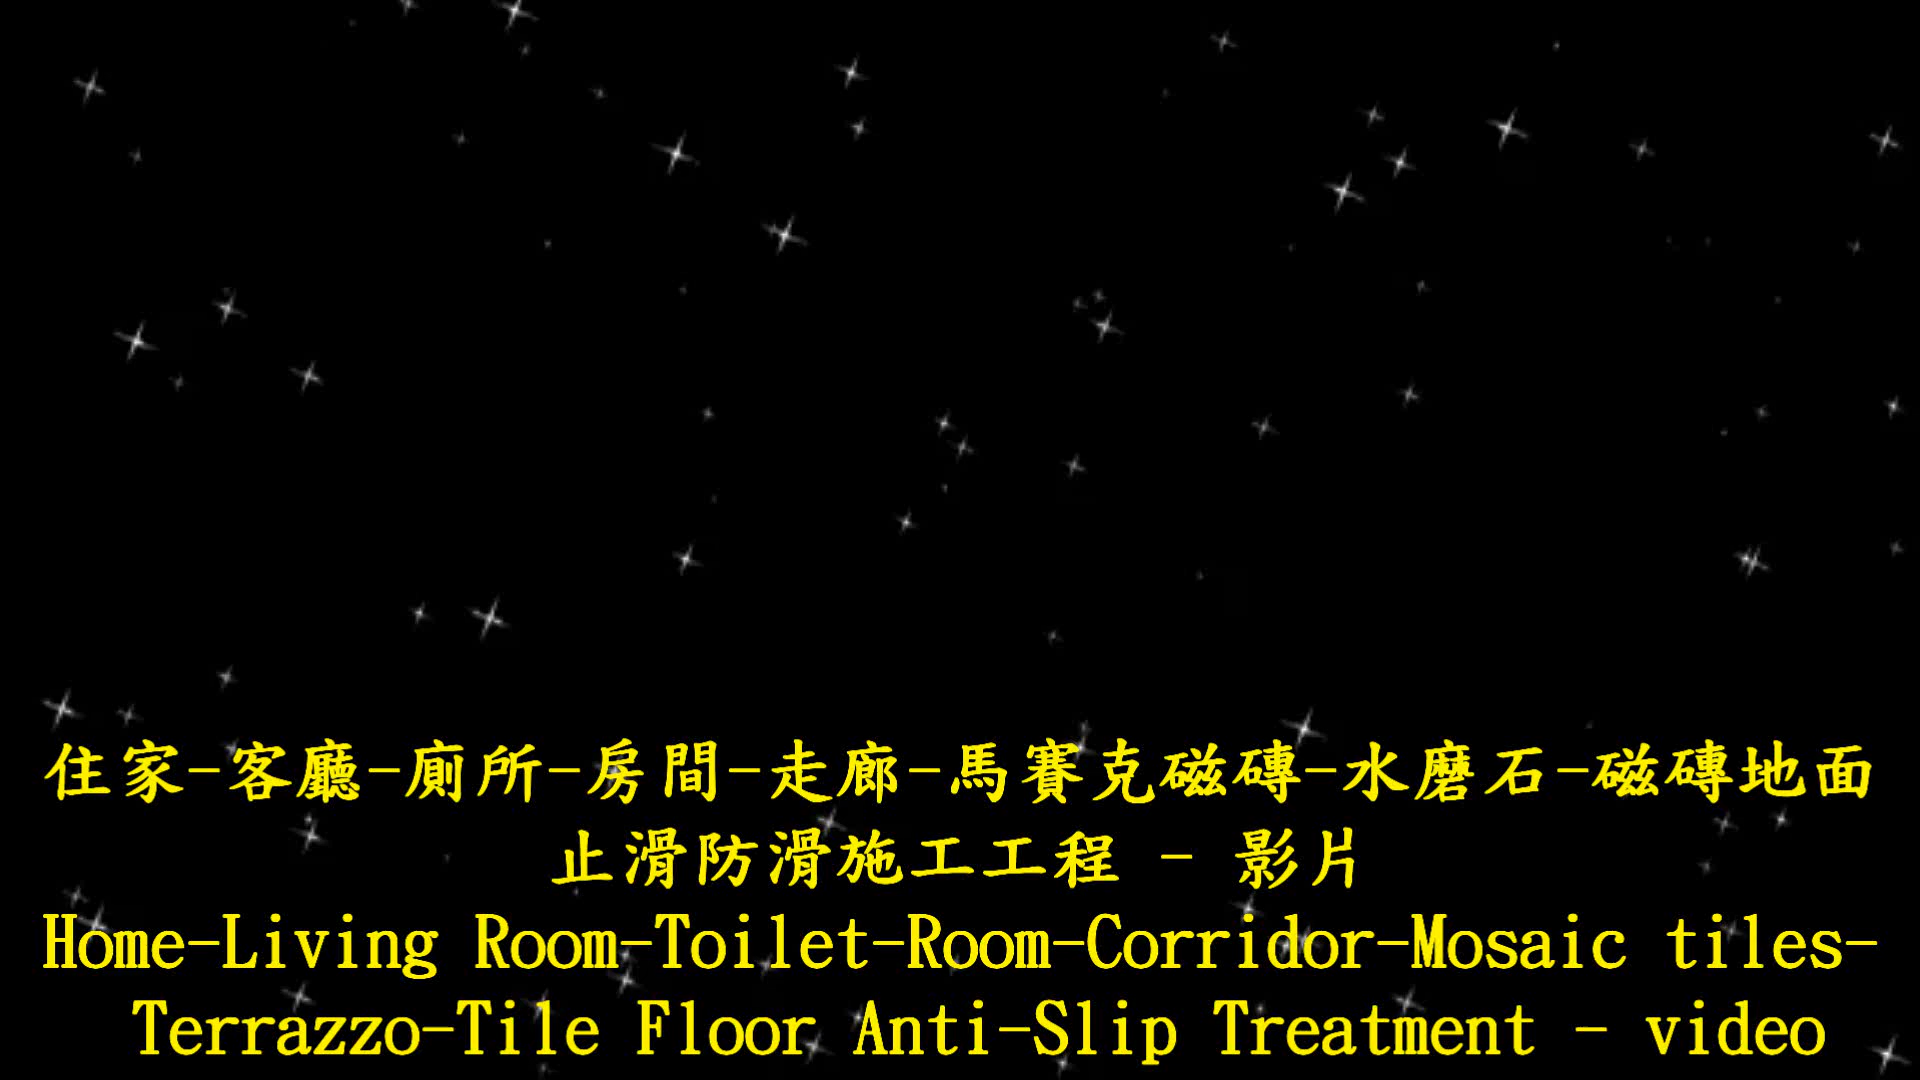 住家-客廳-廁所-房間-走廊-馬賽克磁磚-水磨石-磁磚地面
止滑防滑施工工程 - 影片
Home-Living Room-Toilet-Room-Corridor-Mosaic tiles-
Terrazzo-Tile Floor Anti-Slip Treatment - video